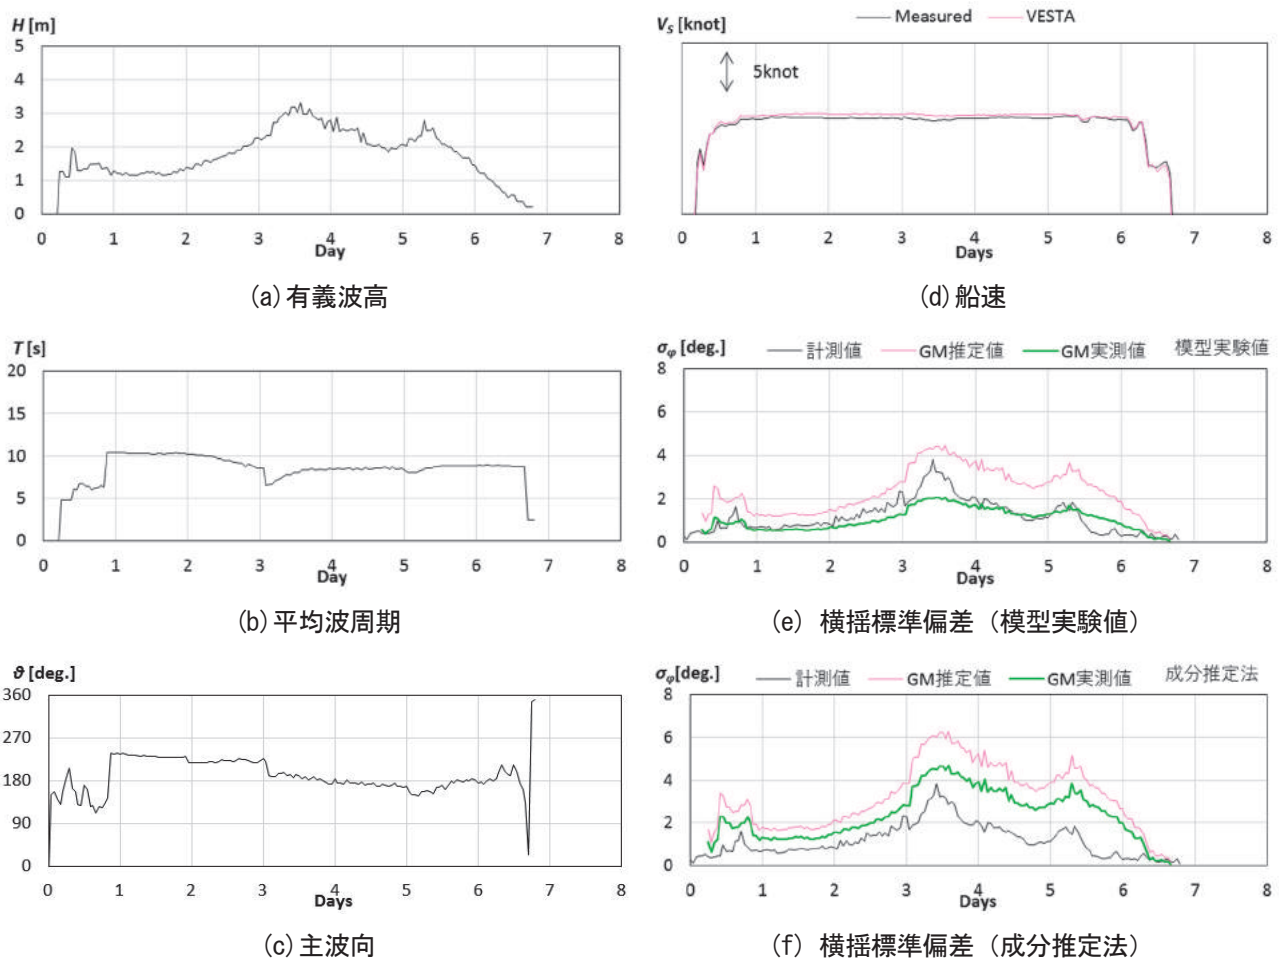 H [m]
5
4
3
2
1
0
0 1 2 3 4 5 6 7 8
Day
(a)有義波高
T [s]
20
15
10
5
0
0 1 2 3 4 5 6 7 8
Day
(b)平均波周期
ϑ [deg.]
360
270
180
90
0
0 1 2 3 4 5 6 7 8
Days
(c)主波向
V_S [knot]
Measured VESTA
5knot
0 1 2 3 4 5 6 7 8
Days
(d)船速
σ_φ [deg.]
計測値 GM推定値 GM実測値 模型実験値
8
6
4
2
0
0 1 2 3 4 5 6 7 8
Days
(e) 横揺標準偏差（模型実験値）
σ_φ[deg.]
計測値 GM推定値 GM実測値 成分推定法
8
6
4
2
0
0 1 2 3 4 5 6 7 8
Days
(f) 横揺標準偏差（成分推定法）